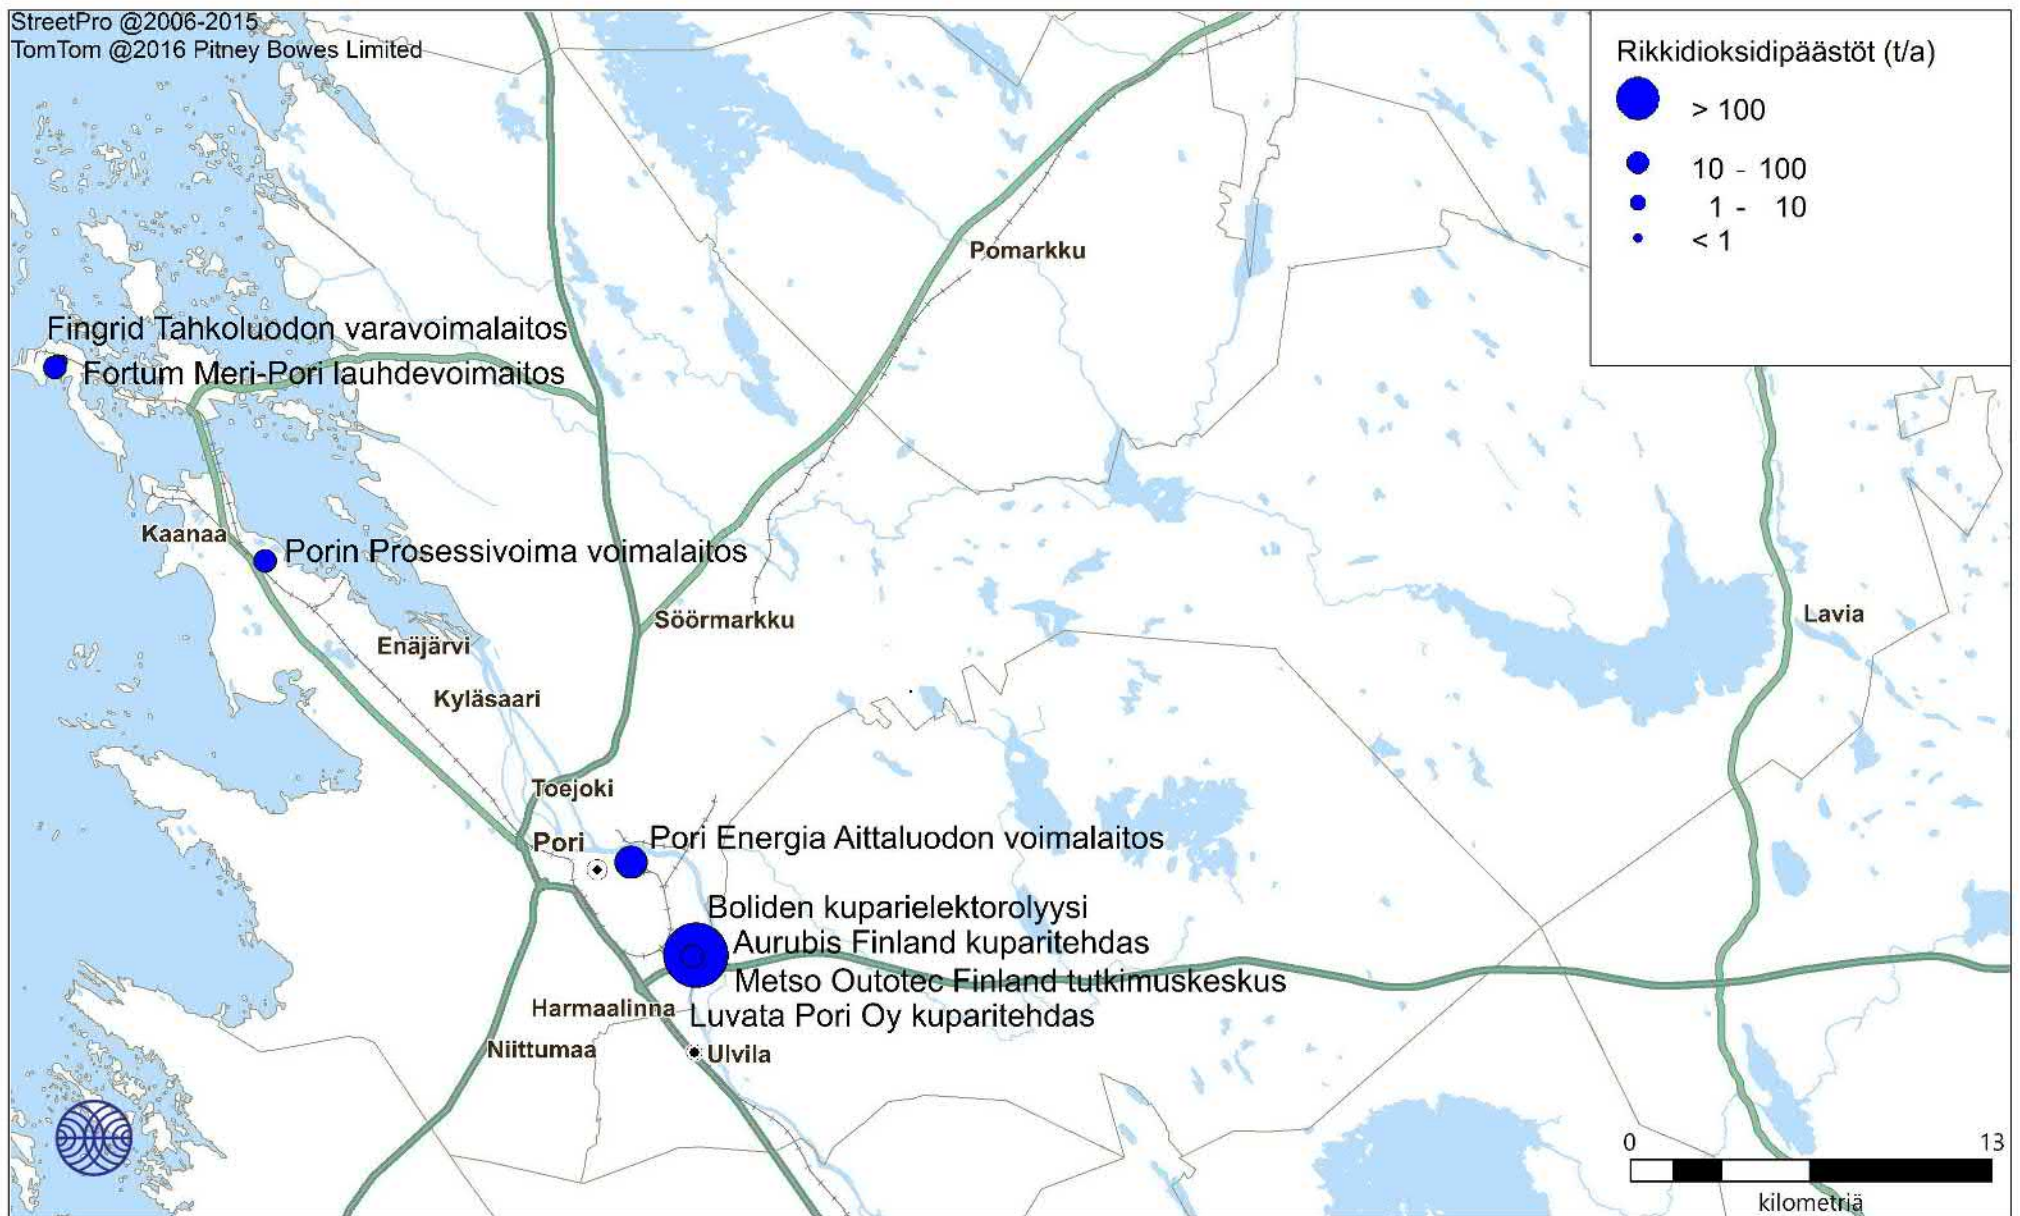 StreetPro @2006-2015
TomTom @2016 Pitney Bowes Limited
Rikkidioksidipäästöt (t/a)
> 100
10 - 100
1 - 10
< 1
Pomarkku
Fingrid Tahkoluodon varavoimalaitos
Fortum Meri-Pori lauhdevoimaitos
Kaanaa
Porin Prosessivoima voimalaitos
Söörmarkku
Lavia
Enäjärvi
Kyläsaari
Toejoki
Pori
Pori Energia Aittaluodon voimalaitos
Boliden kuparielektorolyysi
Aurubis Finland kuparitehdas
Metso Outotec Finland tutkimuskeskus
Harmaalinna
Luvata Pori Oy kuparitehdas
Niittumaa
Ulvila
0 13
kilometriä